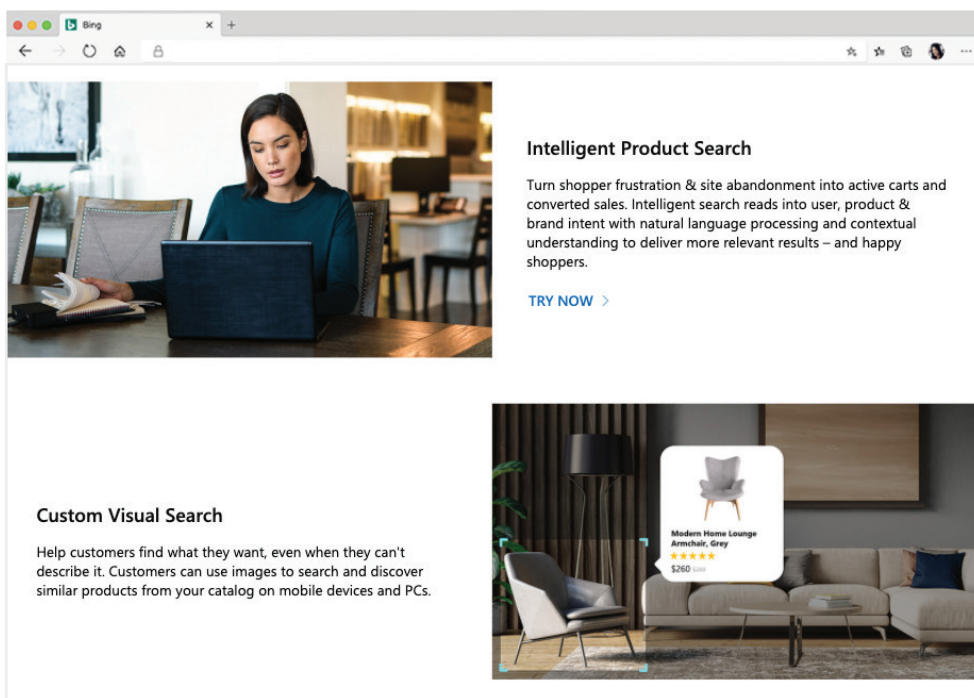 Bing
Intelligent Product Search
Turn shopper frustration & site abandonment into active carts and
converted sales. Intelligent search reads into user, product &
brand intent with natural language processing and contextual
understanding to deliver more relevant results – and happy
shoppers.
TRY NOW
Custom Visual Search
Help customers find what they want, even when they can't
describe it. Customers can use images to search and discover
similar products from your catalog on mobile devices and PCs.
Modern Home Lounge
Armchair, Grey
$260